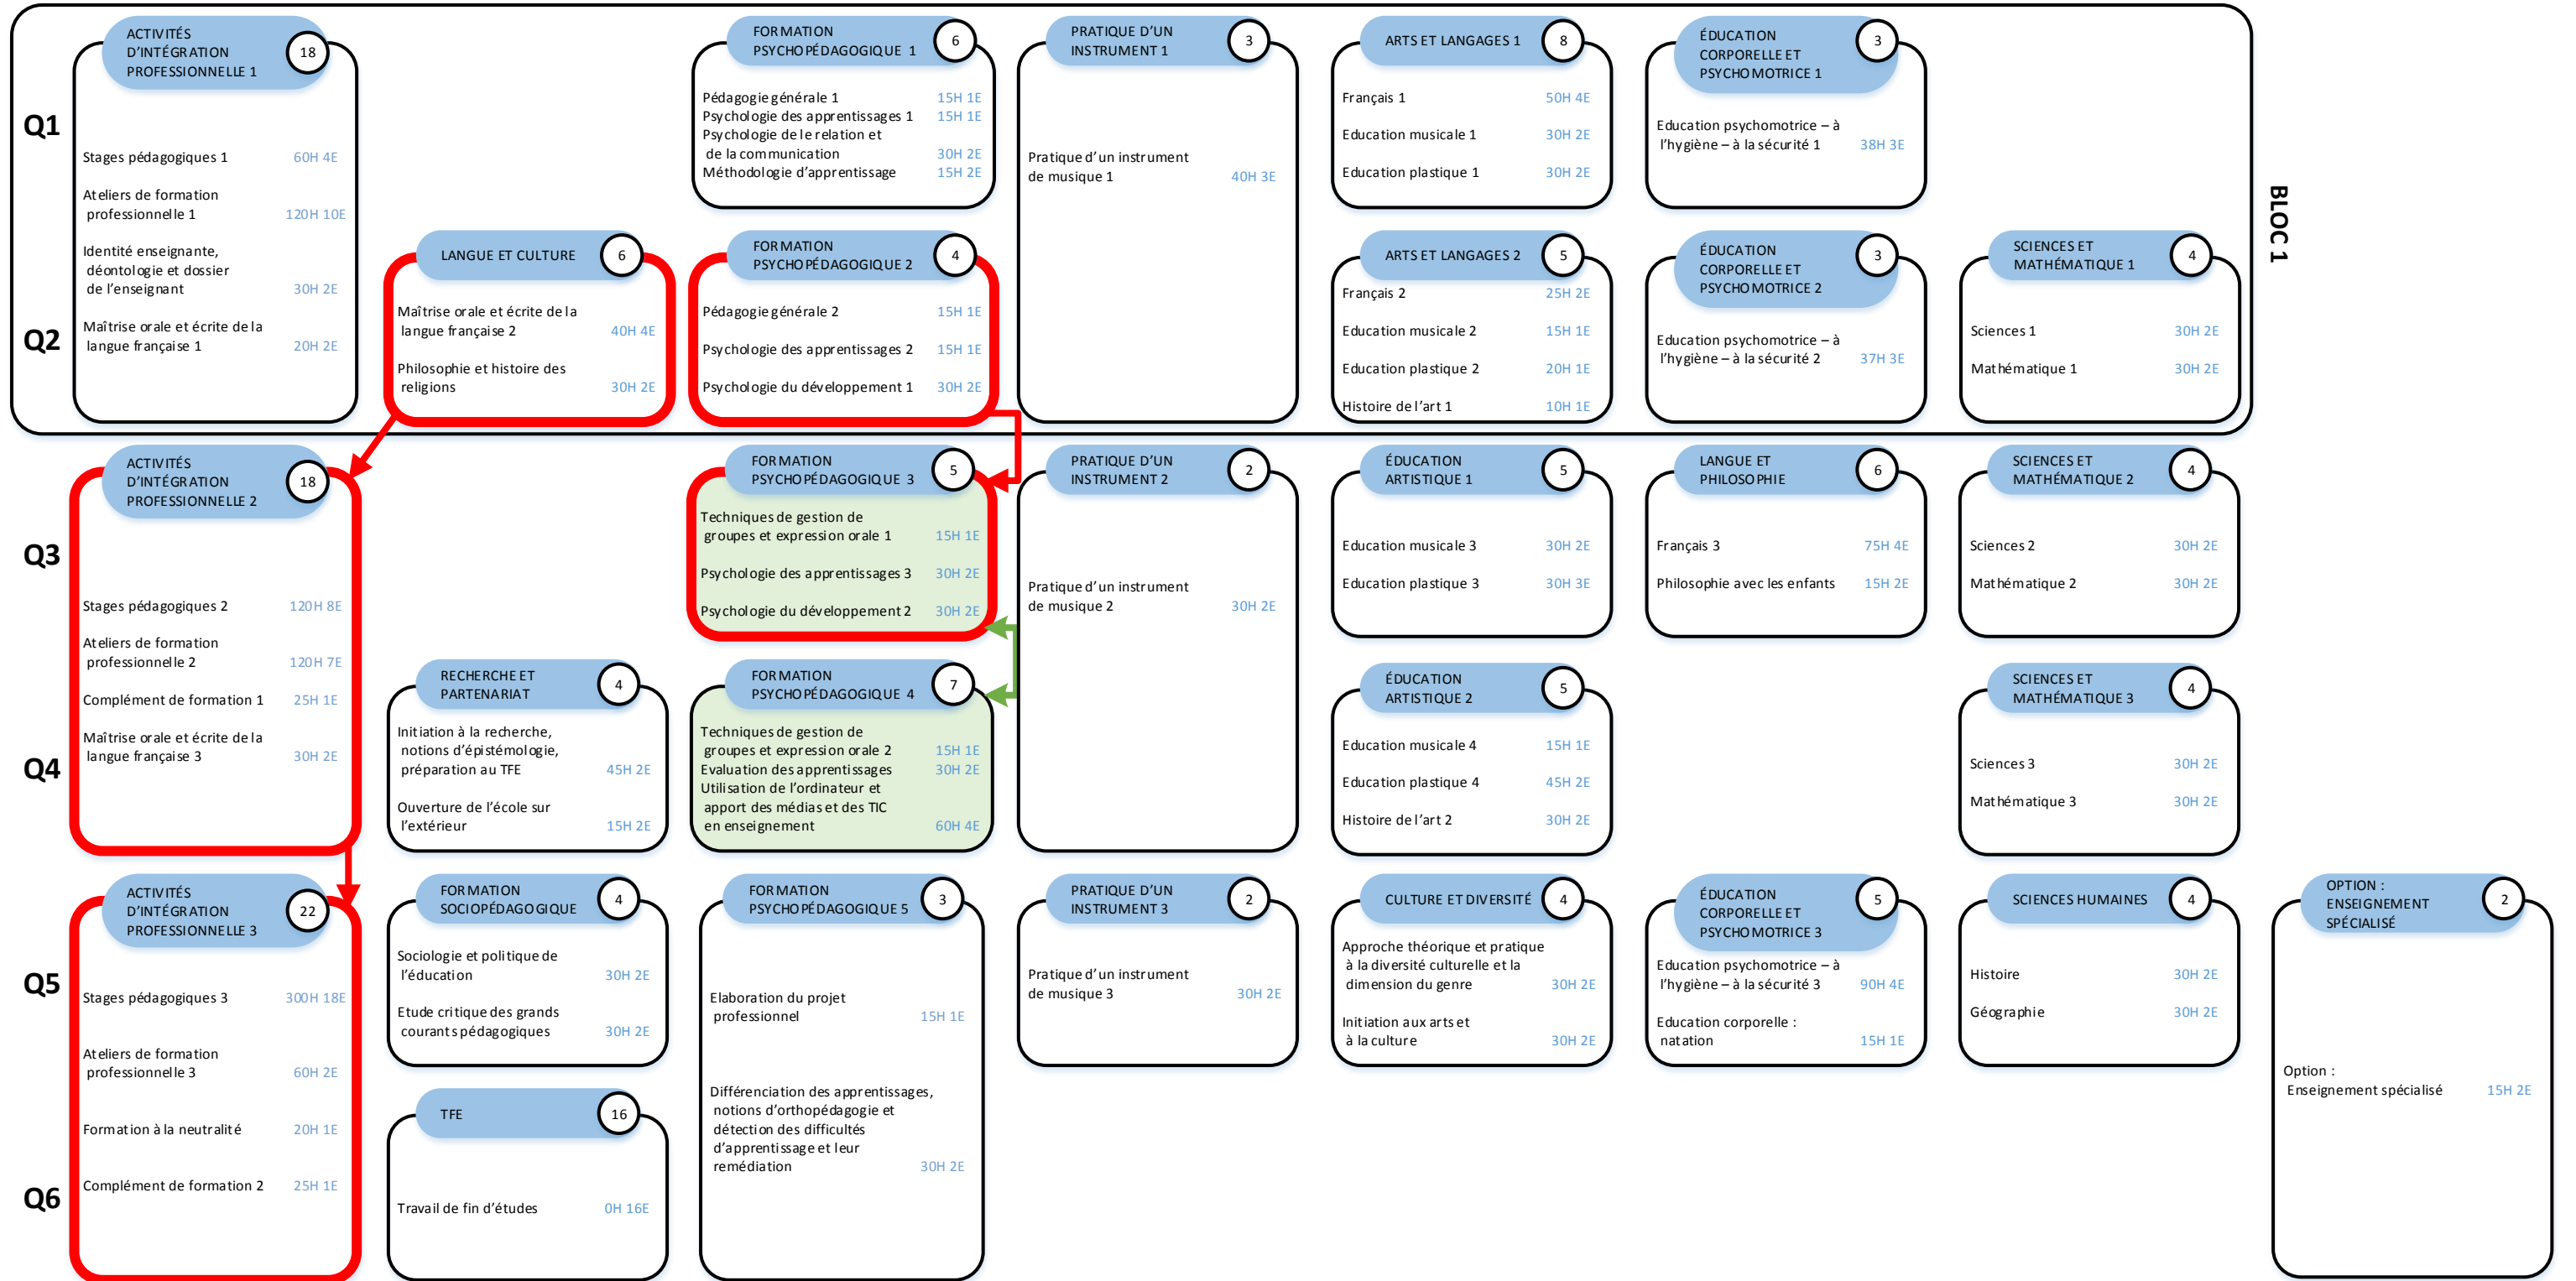 ACTIVITÉS
D'INTÉGRATION
PROFESSIONNELLE 1
18
Stages pédagogiques 1 60H 4E
Ateliers de formation
professionnelle 1 120H 10E
Identité enseignante,
déontologie et dossier
de l'enseignant 30H 2E
Maîtrise orale et écrite de la
langue française 1 20H 2E
FORMATION
PSYCHOPÉDAGOGIQUE 1
6
Pédagogie générale 1 15H 1E
Psychologie des apprentissages 1 15H 1E
Psychologie de le relation et
de la communication 30H 2E
Méthodologie d'apprentissage 15H 2E
PRATIQUE D'UN
INSTRUMENT 1
3
Pratique d'un instrument
de musique 1 40H 3E
ARTS ET LANGAGES 1
8
Français 1 50H 4E
Education musicale 1 30H 2E
Education plastique 1 30H 2E
ÉDUCATION
CORPORELLE ET
PSYCHOMOTRICE 1
3
Education psychomotrice – à
l'hygiène – à la sécurité 1 38H 3E
Q1
BLOC 1
LANGUE ET CULTURE
6
Maîtrise orale et écrite de la
langue française 2 40H 4E
Philosophie et histoire des
religions 30H 2E
FORMATION
PSYCHOPÉDAGOGIQUE 2
4
Pédagogie générale 2 15H 1E
Psychologie des apprentissages 2 15H 1E
Psychologie du développement 1 30H 2E
ARTS ET LANGAGES 2
5
Français 2 25H 2E
Education musicale 2 15H 1E
Education plastique 2 20H 1E
Histoire de l'art 1 10H 1E
ÉDUCATION
CORPORELLE ET
PSYCHOMOTRICE 2
3
Education psychomotrice – à
l'hygiène – à la sécurité 2 37H 3E
SCIENCES ET
MATHÉMATIQUE 1
4
Sciences 1 30H 2E
Mathématique 1 30H 2E
Q2
ACTIVITÉS
D'INTÉGRATION
PROFESSIONNELLE 2
18
Stages pédagogiques 2 120H 8E
Ateliers de formation
professionnelle 2 120H 7E
Complément de formation 1 25H 1E
Maîtrise orale et écrite de la
langue française 3 30H 2E
FORMATION
PSYCHOPÉDAGOGIQUE 3
5
Techniques de gestion de
groupes et expression orale 1 15H 1E
Psychologie des apprentissages 3 30H 2E
Psychologie du développement 2 30H 2E
PRATIQUE D'UN
INSTRUMENT 2
2
Pratique d'un instrument
de musique 2 30H 2E
ÉDUCATION
ARTISTIQUE 1
5
Education musicale 3 30H 2E
Education plastique 3 30H 3E
LANGUE ET
PHILOSOPHIE
6
Français 3 75H 4E
Philosophie avec les enfants 15H 2E
SCIENCES ET
MATHÉMATIQUE 2
4
Sciences 2 30H 2E
Mathématique 2 30H 2E
Q3
RECHERCHE ET
PARTENARIAT
4
Initiation à la recherche,
notions d'épistémologie,
préparation au TFE 45H 2E
Ouverture de l'école sur
l'extérieur 15H 2E
FORMATION
PSYCHOPÉDAGOGIQUE 4
7
Techniques de gestion de
groupes et expression orale 2 15H 1E
Evaluation des apprentissages 30H 2E
Utilisation de l'ordinateur et
apport des médias et des TIC
en enseignement 60H 4E
ÉDUCATION
ARTISTIQUE 2
5
Education musicale 4 15H 1E
Education plastique 4 45H 2E
Histoire de l'art 2 30H 2E
SCIENCES ET
MATHÉMATIQUE 3
4
Sciences 3 30H 2E
Mathématique 3 30H 2E
Q4
ACTIVITÉS
D'INTÉGRATION
PROFESSIONNELLE 3
22
Stages pédagogiques 3 300H 18E
Ateliers de formation
professionnelle 3 60H 2E
Formation à la neutralité 20H 1E
Complément de formation 2 25H 1E
FORMATION
SOCIOPÉDAGOGIQUE
4
Sociologie et politique de
l'éducation 30H 2E
Etude critique des grands
courants pédagogiques 30H 2E
FORMATION
PSYCHOPÉDAGOGIQUE 5
3
Elaboration du projet
professionnel 15H 1E
Différenciation des apprentissages,
notions d'orthopédagogie et
détection des difficultés
d'apprentissage et leur
remédiation 30H 2E
PRATIQUE D'UN
INSTRUMENT 3
2
Pratique d'un instrument
de musique 3 30H 2E
CULTURE ET DIVERSITÉ
4
Approche théorique et pratique
à la diversité culturelle et la
dimension du genre 30H 2E
Initiation aux arts et
à la culture 30H 2E
ÉDUCATION
CORPORELLE ET
PSYCHOMOTRICE 3
5
Education psychomotrice – à
l'hygiène – à la sécurité 3 90H 4E
Education corporelle :
natation 15H 1E
SCIENCES HUMAINES
4
Histoire 30H 2E
Géographie 30H 2E
OPTION :
ENSEIGNEMENT
SPÉCIALISÉ
2
Option :
Enseignement spécialisé 15H 2E
Q5
TFE
16
Travail de fin d'études 0H 16E
Q6